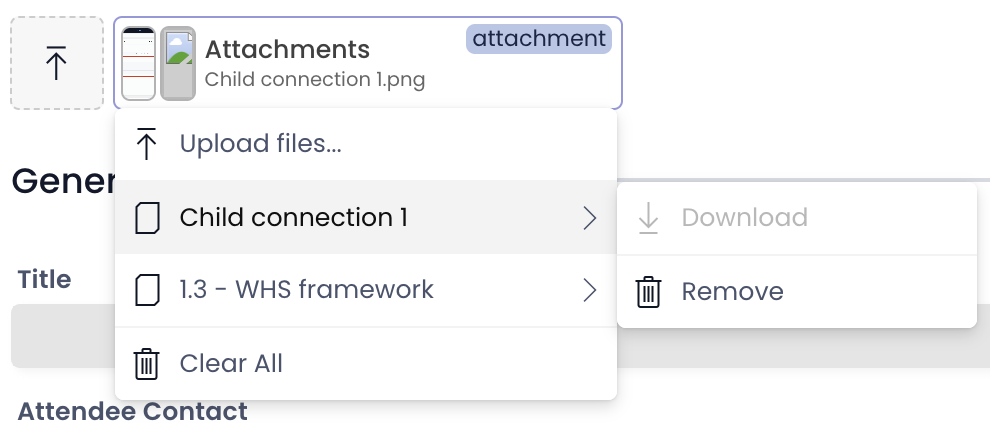 Attachments
attachment
Child connection 1.png
Upload files...
Gener
Child connection 1
Download
Title
1.3 - WHS framework
Remove
Clear All
Attendee Contact